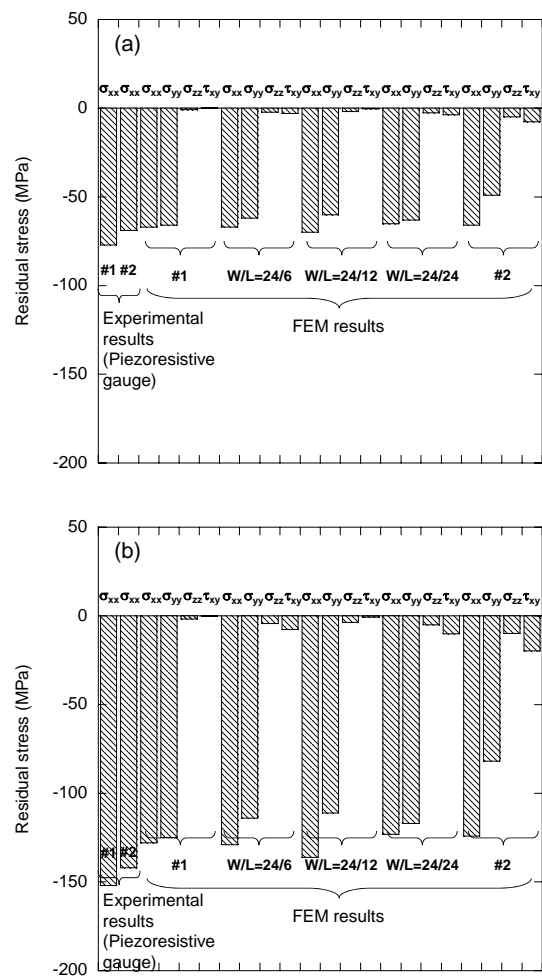 50
(a)
σxx σxx σxx σyy σzz τxy σxx σyy σzz τxy σxx σyy σzz τxy σxx σyy σzz τxy σxx σyy σzz τxy
0
-50
#1 #2 #1 W/L=24/6 W/L=24/12 W/L=24/24 #2
-100
Experimental
results
(Piezoresistive
gauge)
FEM results
-150
-200
Residual stress (MPa)
50
(b)
σxx σxx σxx σyy σzz τxy σxx σyy σzz τxy σxx σyy σzz τxy σxx σyy σzz τxy σxx σyy σzz τxy
0
-50
-100
#1 #2
#1 W/L=24/6 W/L=24/12 W/L=24/24 #2
-150
Experimental
results
(Piezoresistive
gauge)
FEM results
-200
Residual stress (MPa)